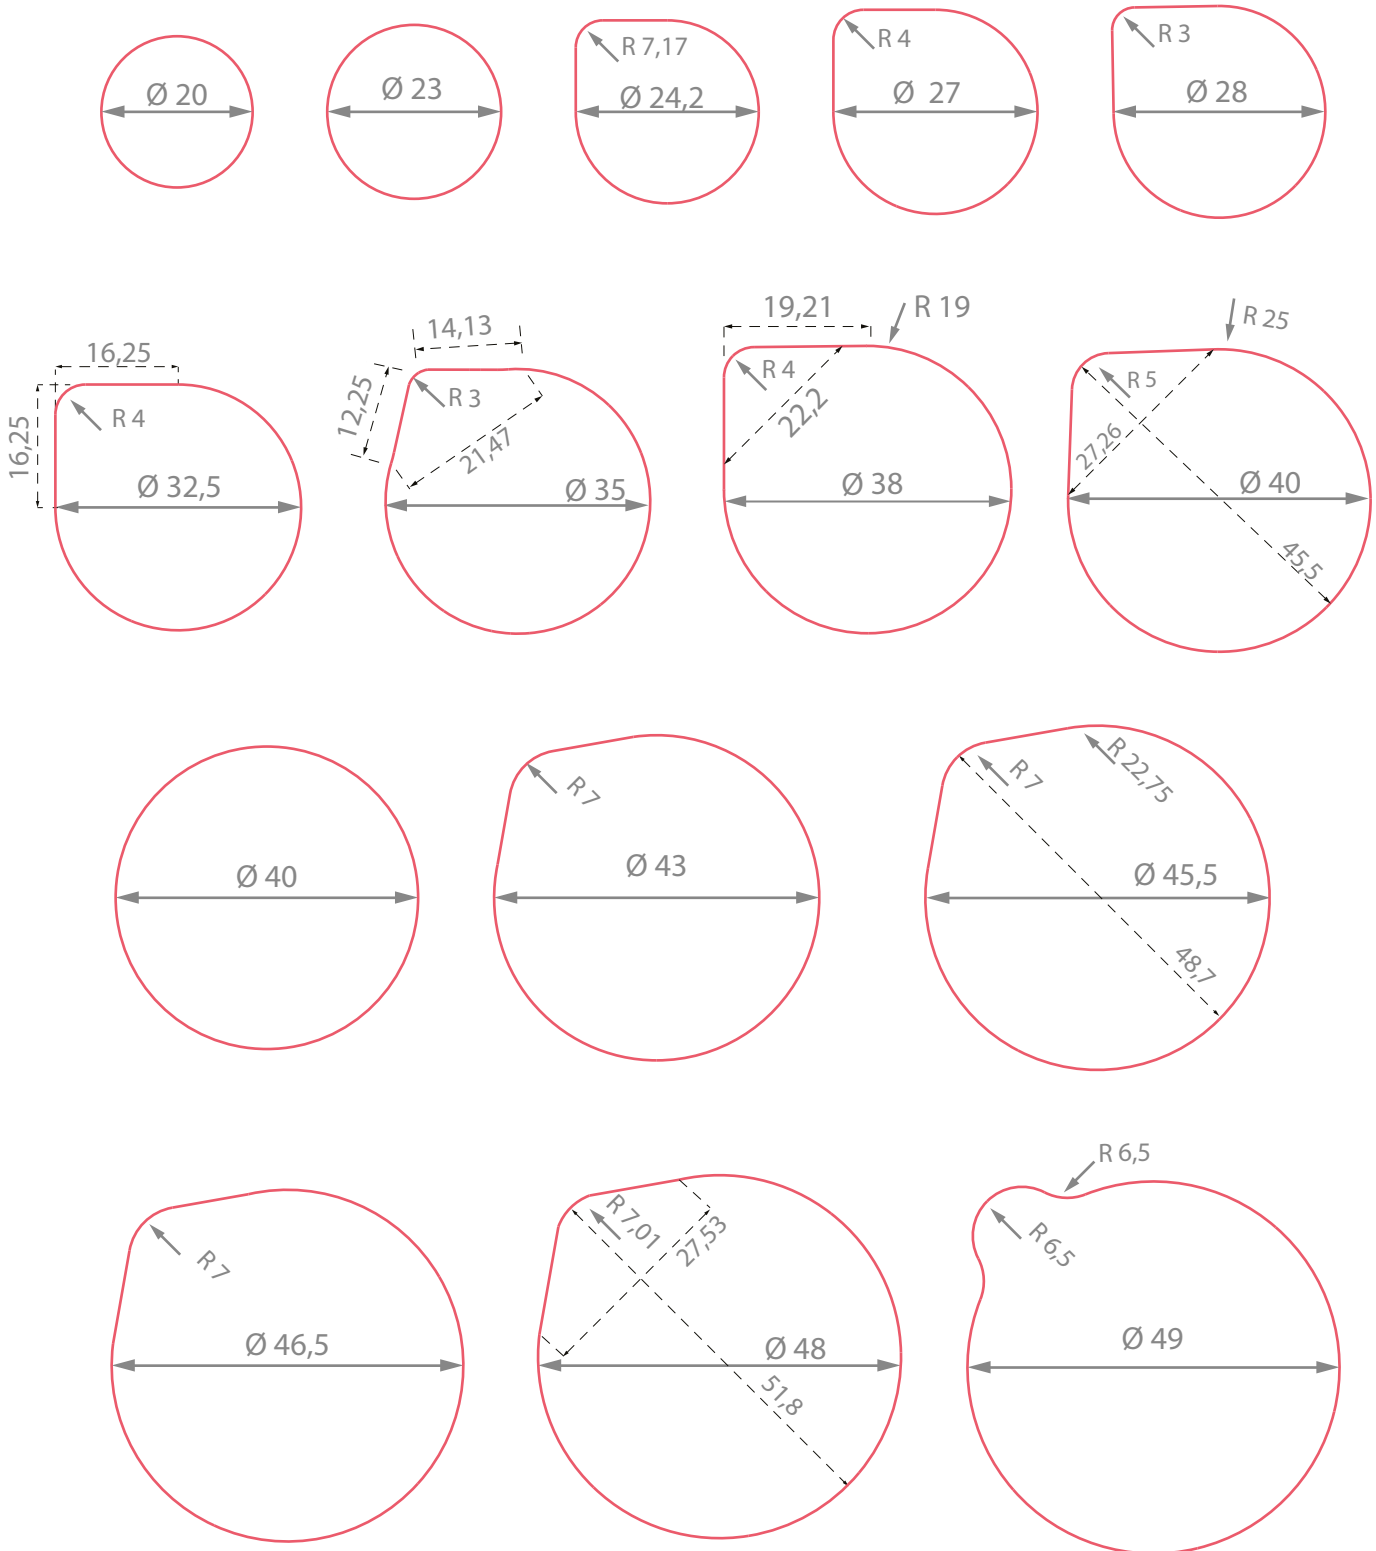 Ø 20
Ø 23
R 7,17
Ø 24,2
R 4
Ø 27
R 3
Ø 28
16,25
16,25
R 4
Ø 32,5
14,13
12,25
R 3
21,47
Ø 35
19,21
R 19
R 4
22,2
Ø 38
R 25
R 5
27,26
Ø 40
45,5
Ø 40
R 7
Ø 43
R 22,75
R 7
Ø 45,5
48,7
R 7
Ø 46,5
R 7,01
27,53
Ø 48
51,8
R 6,5
R 6,5
Ø 49